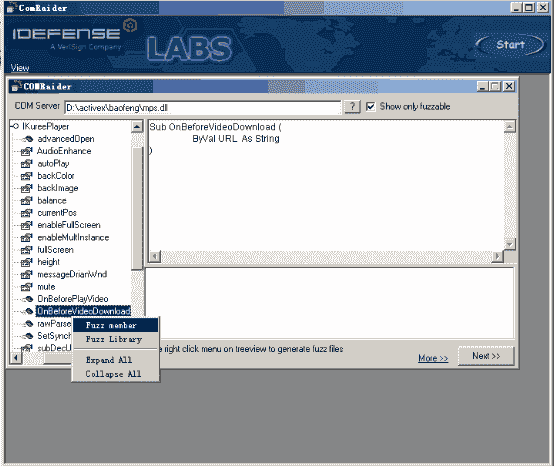 ComRaider
IDEFENSE
A VeriSign Company
LABS
Start
View
COMRaider
COM Server
D:\activex\baofeng\mps.dll
?
Show only fuzzable
IKureePlayer
advancedOpen
AudioEnhance
autoPlay
backColor
backImage
balance
currentPos
enableFullScreen
enableMultInstance
fullScreen
height
messageDrianWnd
mute
OnBeforePlayVideo
OnBeforeVideoDownload
rawParse
SetSynch
subDecU
Sub OnBeforeVideoDownload (
ByVal URL As String
)
Fuzz member
Fuzz Library
Expand All
Collapse All
right click menu on treeview to generate fuzz files
More >>
Next >>